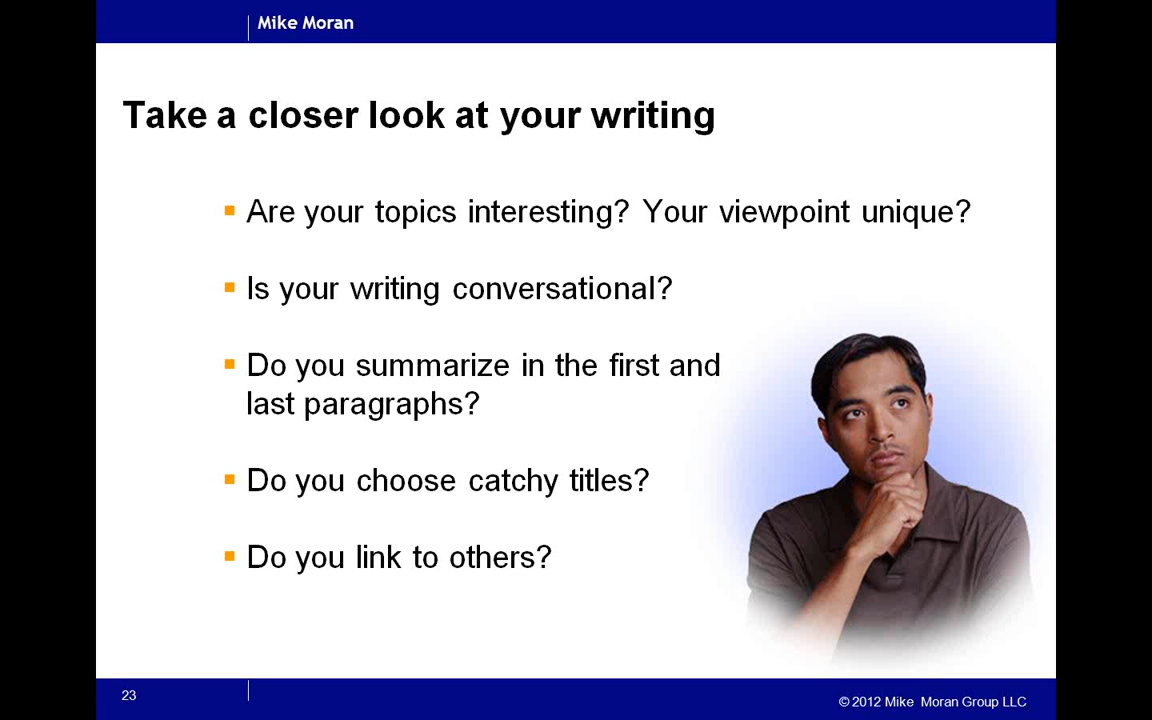 Mike Moran
Take a closer look at your writing
▪ Are your topics interesting? Your viewpoint unique?
▪ Is your writing conversational?
▪ Do you summarize in the first and
last paragraphs?
▪ Do you choose catchy titles?
▪ Do you link to others?
23
© 2012 Mike Moran Group LLC